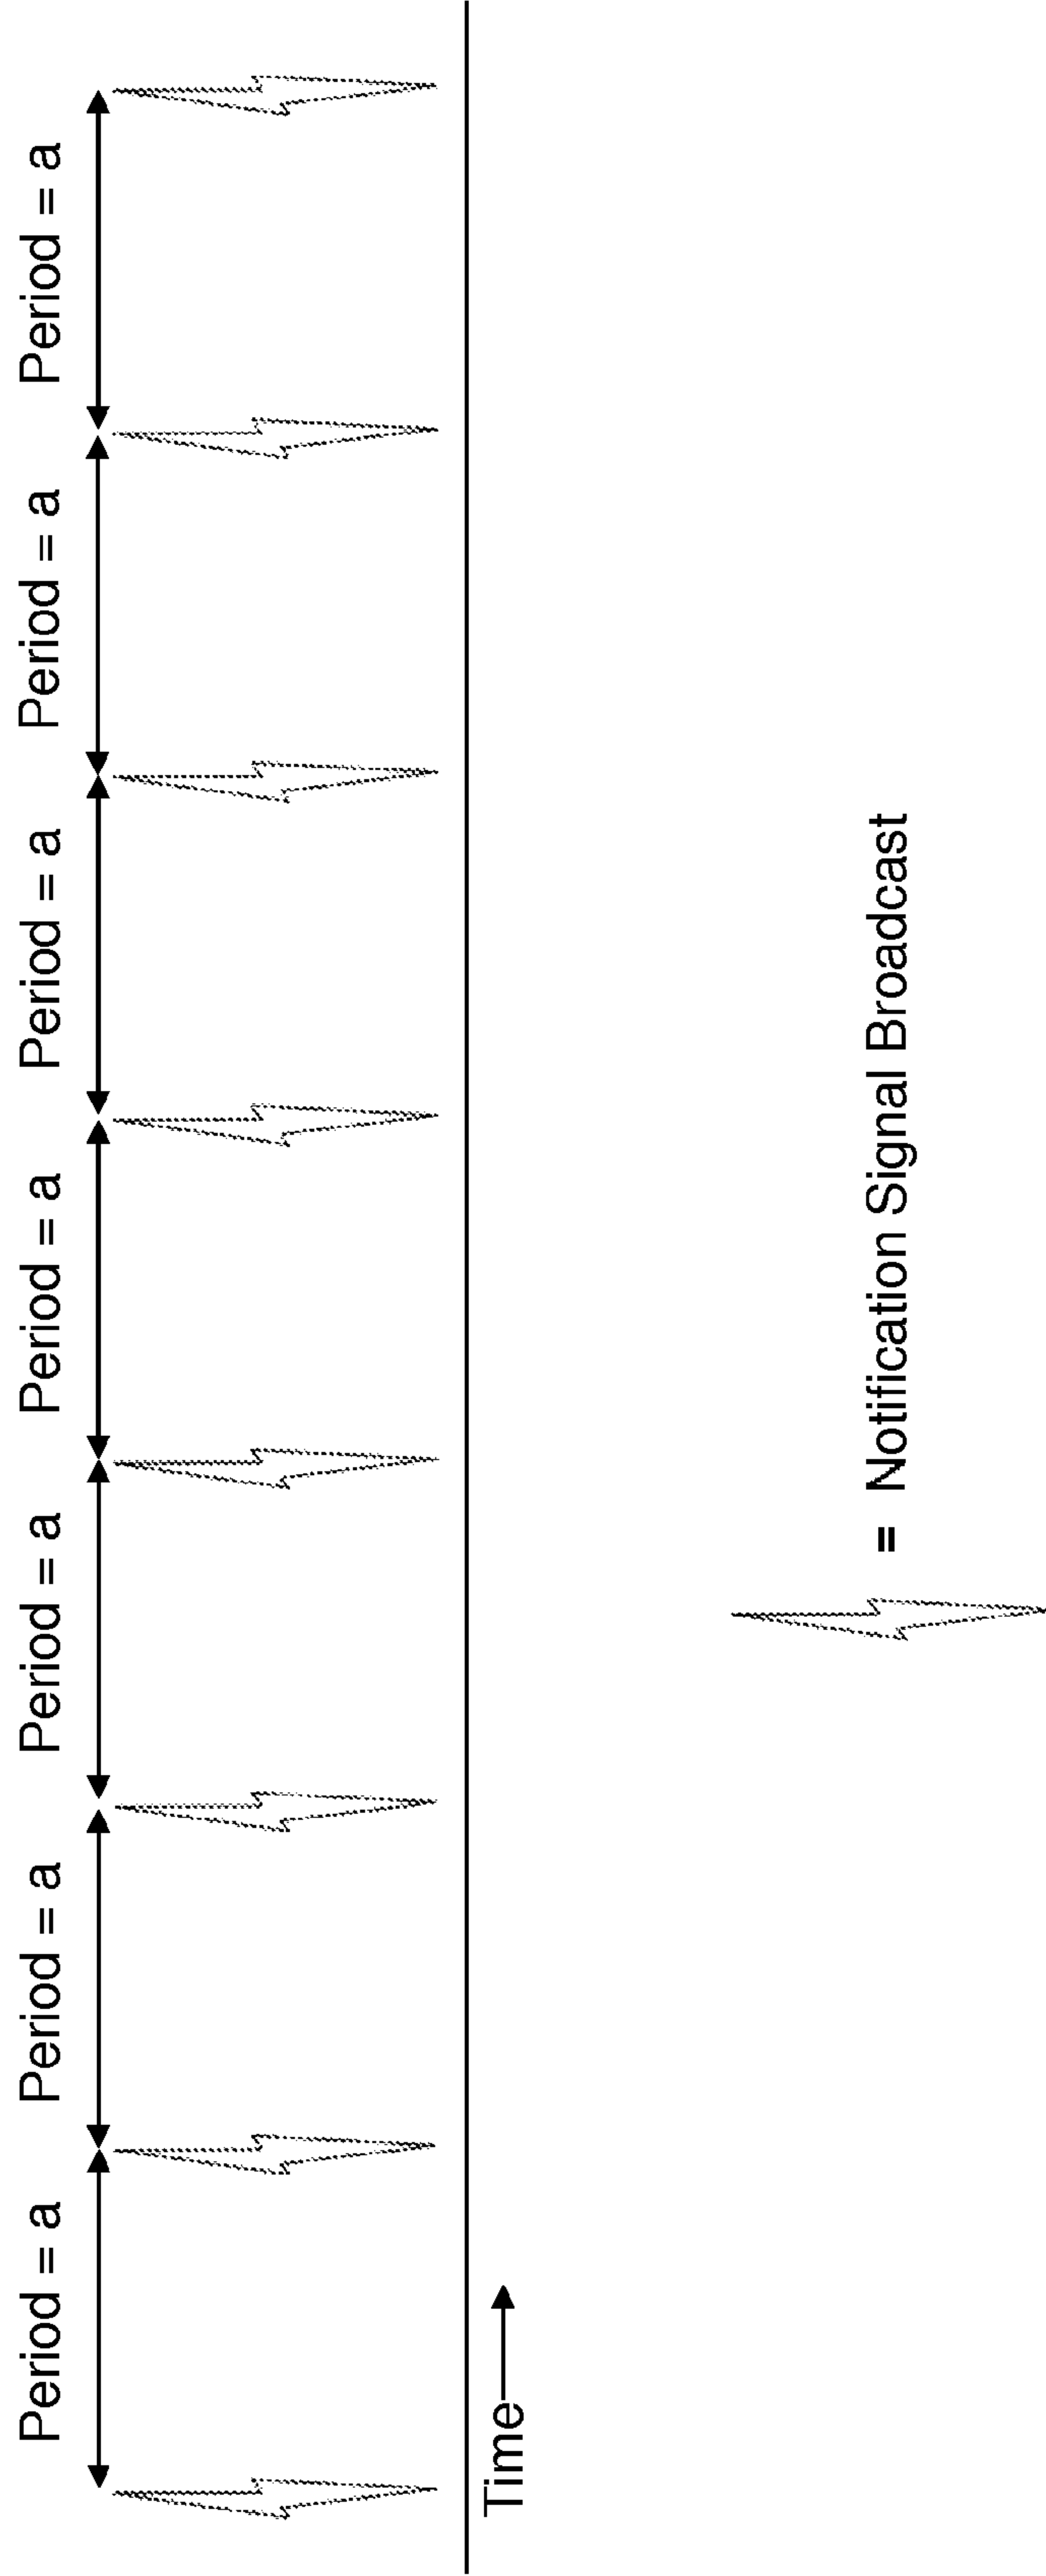 Period = a
Period = a
Period = a
Period = a
Period = a
Period = a
Period = a
Time
= Notification Signal Broadcast